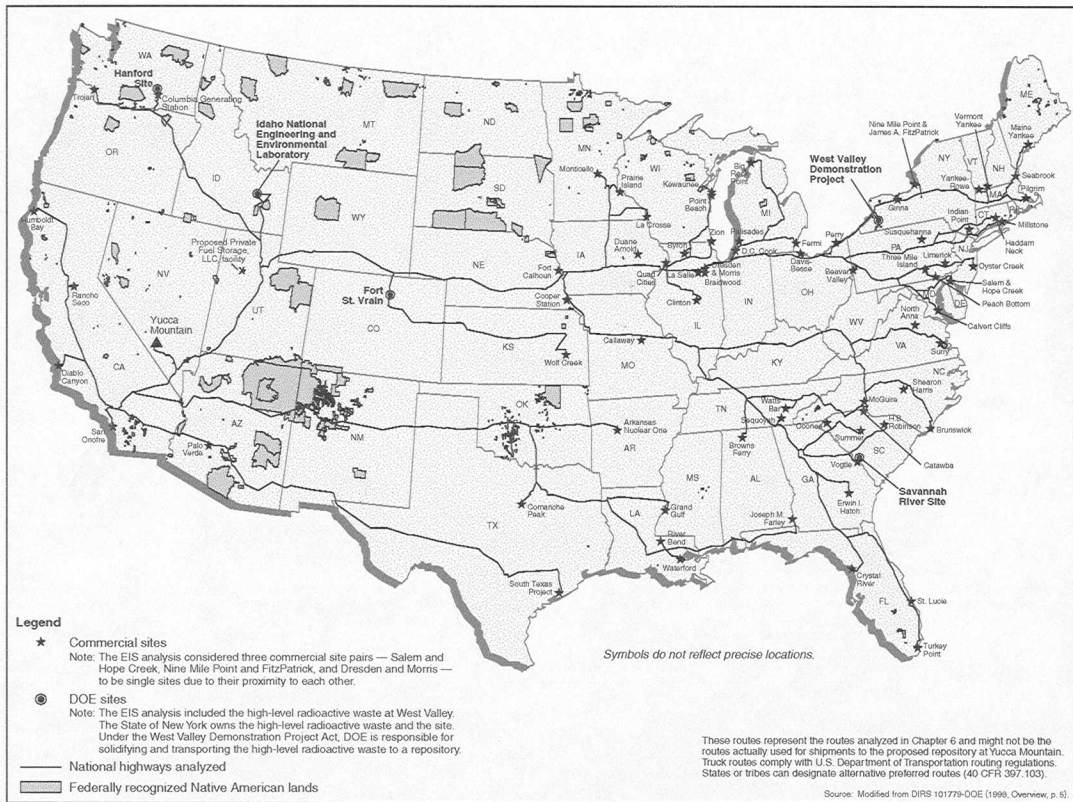 WA
Hanford
Site
Trojan
Columbia Generating
Station
Idaho National
Engineering and
Environmental
Laboratory
MT
ND
MN
ME
Nine Mile Point &
James A. FitzPatrick
Vermont
Yankee
Maine
Yankee
OR
ID
Monticello
Prairie
Island
WI
Kewaunee
Point
Beach
Big
Rock
Point
West Valley
Demonstration
Project
NY
VT
NH
Yankee-
Rowe
Seabrook
MA
Pilgrim
SD
WY
La Crosse
MI
Ginna
Indian
Point
CT
RI
Millstone
Humboldt
Bay
Proposed Private
Fuel Storage,
LLC, facility
NV
UT
NE
IA
Duane
Arnold
Byron
Zion
Palisades
D.C. Cook
Fermi
Davis-
Besse
Perry
Susquehanna
PA
Haddam
Neck
NJ
Three Mile
Island
Limerick
Oyster Creek
Rancho
Seco
Fort
St. Vrain
Fort
Calhoun
Cooper
Station
Quad
Cities
La Salle
Dresden
& Morris
Braidwood
Clinton
Beaver
Valley
Salem &
Hope Creek
Peach Bottom
MD
DE
Calvert Cliffs
Yucca
Mountain
CO
KS
Wolf Creek
Callaway
MO
IL
IN
OH
WV
KY
VA
North
Anna
Surry
CA
Diablo
Canyon
San
Onofre
AZ
Palo
Verde
NM
OK
Arkansas
Nuclear One
AR
TN
Watts
Bar
Sequoyah
Browns
Ferry
Oconee
McGuire
Summer
H.B.
Robinson
NC
Shearon
Harris
Brunswick
Catawba
SC
Vogtle
Savannah
River Site
TX
Comanche
Peak
LA
MS
Grand
Gulf
River
Bend
Waterford
AL
GA
Joseph M.
Farley
Erwin I.
Hatch
South Texas
Project
Crystal
River
FL
St. Lucie
Turkey
Point
Symbols do not reflect precise locations.
Legend
Commercial sites
Note: The EIS analysis considered three commercial site pairs — Salem and
Hope Creek, Nine Mile Point and FitzPatrick, and Dresden and Morris —
to be single sites due to their proximity to each other.
DOE sites
Note: The EIS analysis included the high-level radioactive waste at West Valley.
The State of New York owns the high-level radioactive waste and the site.
Under the West Valley Demonstration Project Act, DOE is responsible for
solidifying and transporting the high-level radioactive waste to a repository.
National highways analyzed
Federally recognized Native American lands
These routes represent the routes analyzed in Chapter 6 and might not be the
routes actually used for shipments to the proposed repository at Yucca Mountain.
Truck routes comply with U.S. Department of Transportation routing regulations.
States or tribes can designate alternative preferred routes (40 CFR 397.103).
Source: Modified from DIRS 101779-DOE (1998, Overview, p. 5).